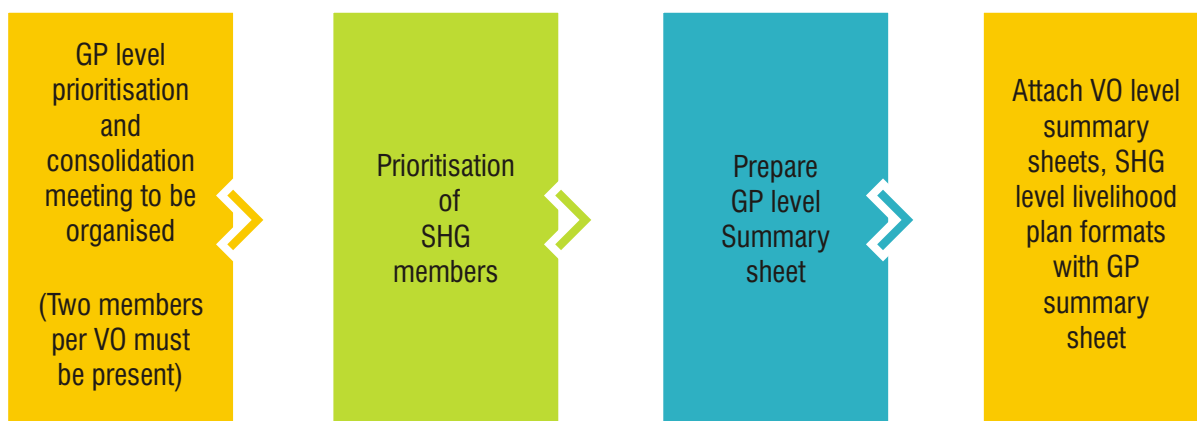 GP level
prioritisation
and
consolidation
meeting to be
organised
(Two members
per VO must
be present)
Prioritisation
of
SHG
members
Prepare
GP level
Summary
sheet
Attach VO level
summary
sheets, SHG
level livelihood
plan formats
with GP
summary
sheet